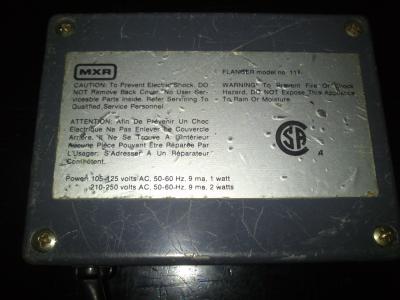 MXR
CAUTION: To Prevent Electric Shock, DO
NOT Remove Back Cover. No User-Ser-
viceable Parts Inside. Refer Servicing To
Qualified Service Personnel.
ATTENTION: Afin De Prévenir Un Choc
Électrique Ne Pas Enlever Le Couvercle
Arrière. Il Ne Se Trouve À L'intérieur
Aucune Pièce Pouvant Être Réparée Par
L'Usager. S'Adresser À Un Réparateur
Compétent.
Power: 105-125 volts AC, 50-60-Hz, 9 ma, 1 watt
210-250 volts AC, 50-60-Hz, 9 ma, 2 watts
FLANGER model no. 117
WARNING: To Prevent Fire Or Shock
Hazard, DO NOT Expose This Appliance
To Rain Or Moisture.
SA